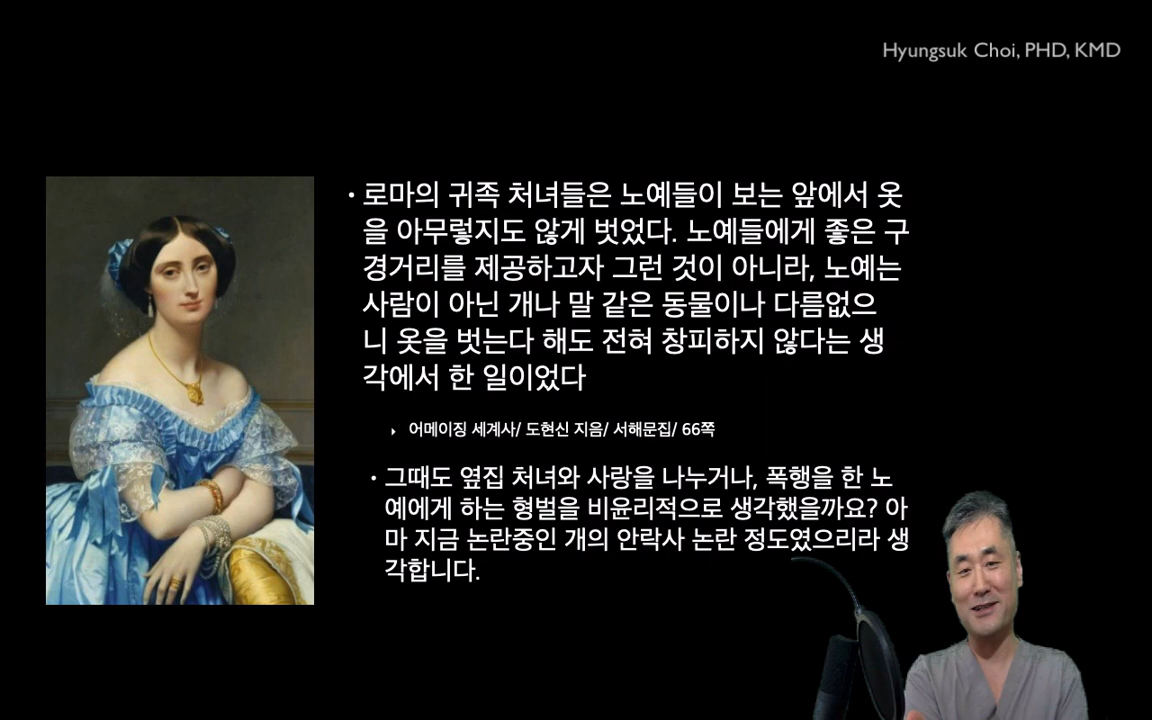 Hyungsuk Choi, PHD, KMD
• 로마의 귀족 처녀들은 노예들이 보는 앞에서 옷
을 아무렇지도 않게 벗었다. 노예들에게 좋은 구
경거리를 제공하고자 그런 것이 아니라, 노예는
사람이 아닌 개나 말 같은 동물이나 다름없으
니 옷을 벗는다 해도 전혀 창피하지 않다는 생
각에서 한 일이었다
‣ 어메이징 세계사/ 도현신 지음/ 서해문집/ 66쪽
• 그때도 옆집 처녀와 사랑을 나누거나, 폭행을 한 노
예에게 하는 형벌을 비윤리적으로 생각했을까요? 아
마 지금 논란중인 개의 안락사 논란 정도였으리라 생
각합니다.